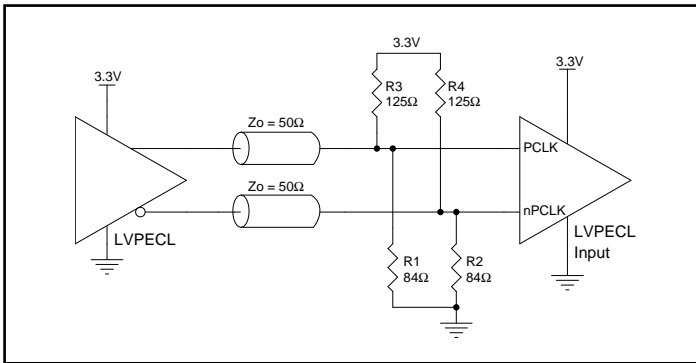 3.3V
3.3V
3.3V
R3
125Ω
R4
125Ω
Zo = 50Ω
PCLK
Zo = 50Ω
nPCLK
LVPECL
LVPECL
Input
R1
84Ω
R2
84Ω